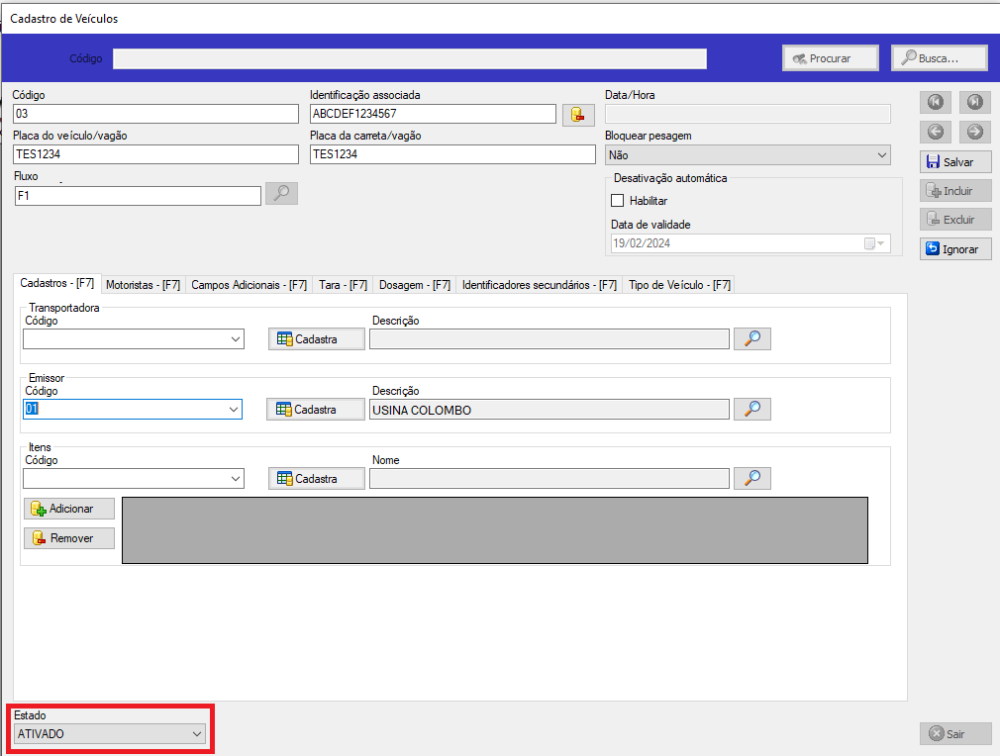 Cadastro de Veículos
Código
Procurar
Busca...
Código
Identificação associada
Data/Hora
03
ABCDEF1234567
Placa do veículo/vagão
Placa da carreta/vagão
Bloquear pesagem
TES1234
TES1234
Não
Salvar
Fluxo
Desativação automática
F1
Incluir
Habilitar
Excluir
Data de validade
19/02/2024
Ignorar
Cadastros - [F7]
Motoristas - [F7]
Campos Adicionais - [F7]
Tara - [F7]
Dosagem - [F7]
Identificadores secundários - [F7]
Tipo de Veículo - [F7]
Transportadora
Código
Descrição
Cadastra
Emissor
Código
Descrição
01
Cadastra
USINA COLOMBO
Itens
Código
Nome
Cadastra
Adicionar
Remover
Estado
ATIVADO
Sair